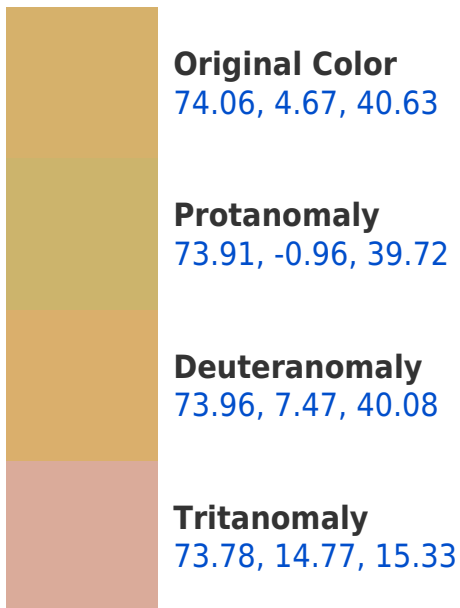 Original Color
74.06, 4.67, 40.63
Protanomaly
73.91, -0.96, 39.72
Deuteranomaly
73.96, 7.47, 40.08
Tritanomaly
73.78, 14.77, 15.33